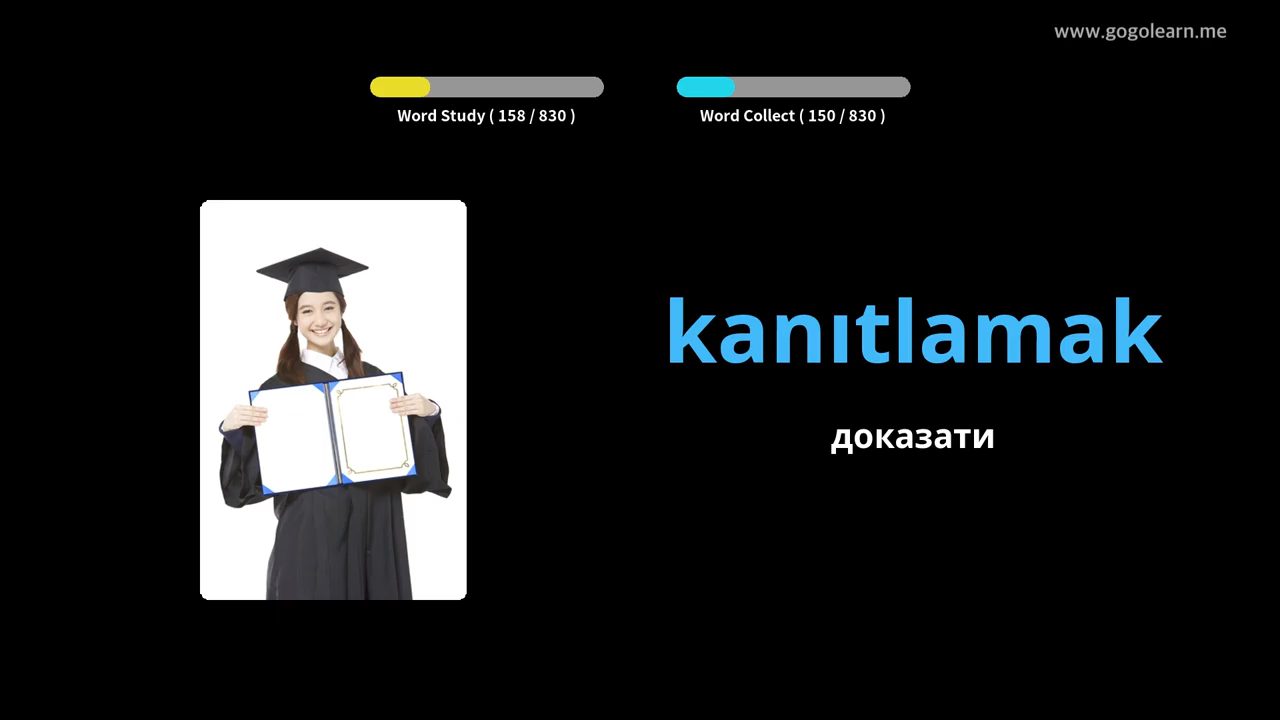 www.gogolearn.me
Word Study ( 158 / 830 )
Word Collect ( 150 / 830 )
kanıtlamak
доказати